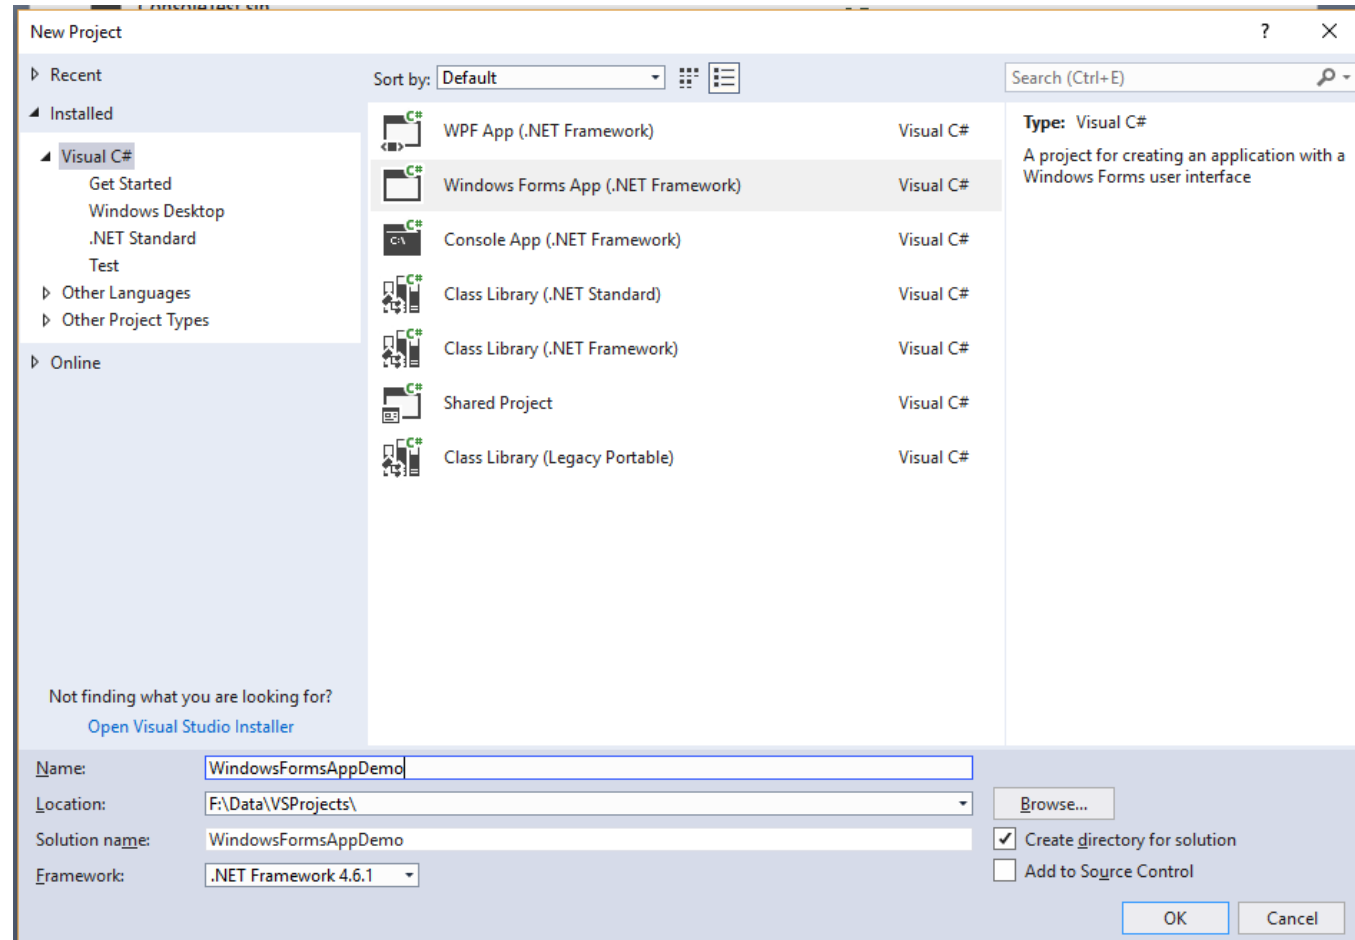 ConsoleTest.sln
New Project
?
Recent
Installed
Visual C#
Get Started
Windows Desktop
.NET Standard
Test
Other Languages
Other Project Types
Online
Not finding what you are looking for?
Open Visual Studio Installer
Sort by: Default
Search (Ctrl+E)
C# WPF App (.NET Framework) Visual C#
C# Windows Forms App (.NET Framework) Visual C#
C# C:\ Console App (.NET Framework) Visual C#
C# Class Library (.NET Standard) Visual C#
C# Class Library (.NET Framework) Visual C#
C# Shared Project Visual C#
C# Class Library (Legacy Portable) Visual C#
Type: Visual C#
A project for creating an application with a
Windows Forms user interface
Name: WindowsFormsAppDemo
Location: F:\Data\VSProjects\ Browse...
Solution name: WindowsFormsAppDemo Create directory for solution
Framework: .NET Framework 4.6.1 Add to Source Control
OK Cancel